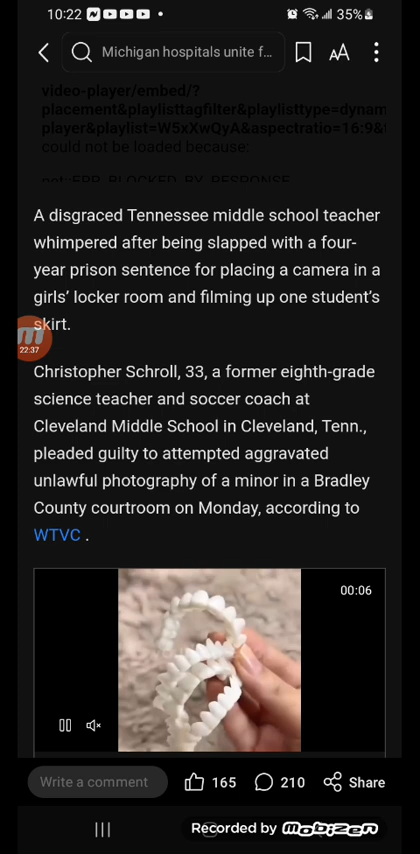 10:22
35%
Michigan hospitals unite f...
AA
video-player/embed/?
placement&playlisttagfilter&playlisttype=dynam
player&playlist=W5xXwQyA&aspectratio=16:9&
could not be loaded because:
net::ERR_BLOCKED_BY_RESPONSE
A disgraced Tennessee middle school teacher
whimpered after being slapped with a four-
year prison sentence for placing a camera in a
girls’ locker room and filming up one student’s
skirt.
22:37
Christopher Schroll, 33, a former eighth-grade
science teacher and soccer coach at
Cleveland Middle School in Cleveland, Tenn.,
pleaded guilty to attempted aggravated
unlawful photography of a minor in a Bradley
County courtroom on Monday, according to
WTVC .
00:06
Write a comment
165
210
Share
Recorded by Mobizen